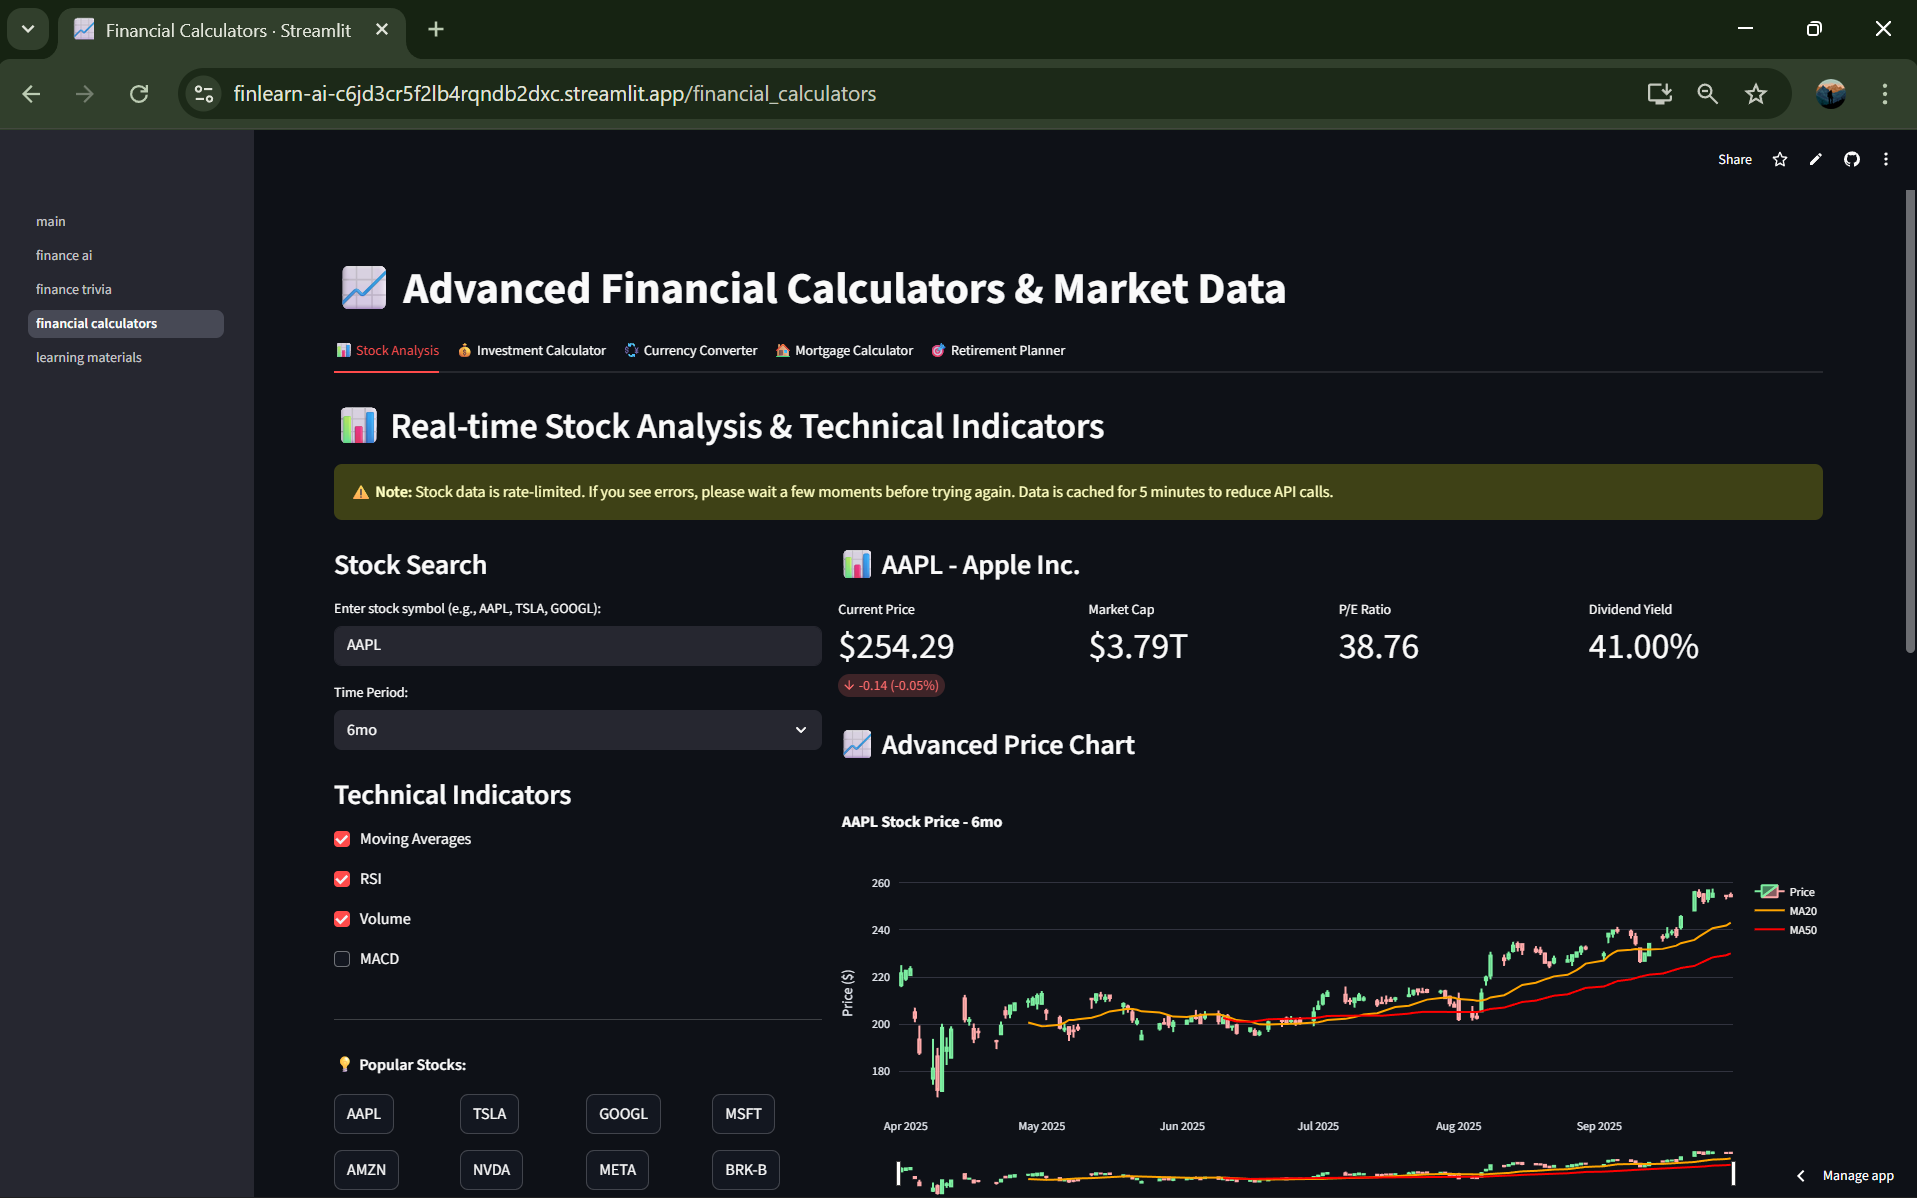 Financial Calculators · Streamlit
finlearn-ai-c6jd3cr5f2lb4rqndb2dxc.streamlit.app/financial_calculators
Share
main
finance ai
finance trivia
financial calculators
learning materials
Advanced Financial Calculators & Market Data
Stock Analysis Investment Calculator Currency Converter Mortgage Calculator Retirement Planner
Real-time Stock Analysis & Technical Indicators
Note: Stock data is rate-limited. If you see errors, please wait a few moments before trying again. Data is cached for 5 minutes to reduce API calls.
Stock Search
Enter stock symbol (e.g., AAPL, TSLA, GOOGL):
AAPL
Time Period:
6mo
Technical Indicators
Moving Averages
RSI
Volume
MACD
Popular Stocks:
AAPL TSLA GOOGL MSFT
AMZN NVDA META BRK-B
AAPL - Apple Inc.
Current Price Market Cap P/E Ratio Dividend Yield
$254.29 $3.79T 38.76 41.00%
-0.14 (-0.05%)
Advanced Price Chart
AAPL Stock Price - 6mo
Price ($)
260
240
220
200
180
Apr 2025 May 2025 Jun 2025 Jul 2025 Aug 2025 Sep 2025
Price
MA20
MA50
Manage app